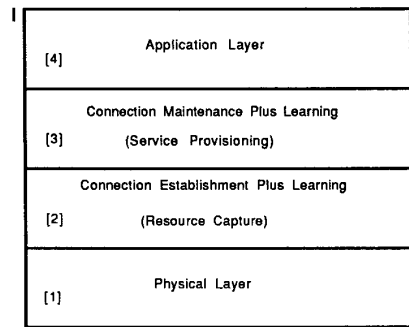 Application Layer
[4]
Connection Maintenance Plus Learning
[3] (Service Provisioning)
Connection Establishment Plus Learning
[2] (Resource Capture)
Physical Layer
[1]